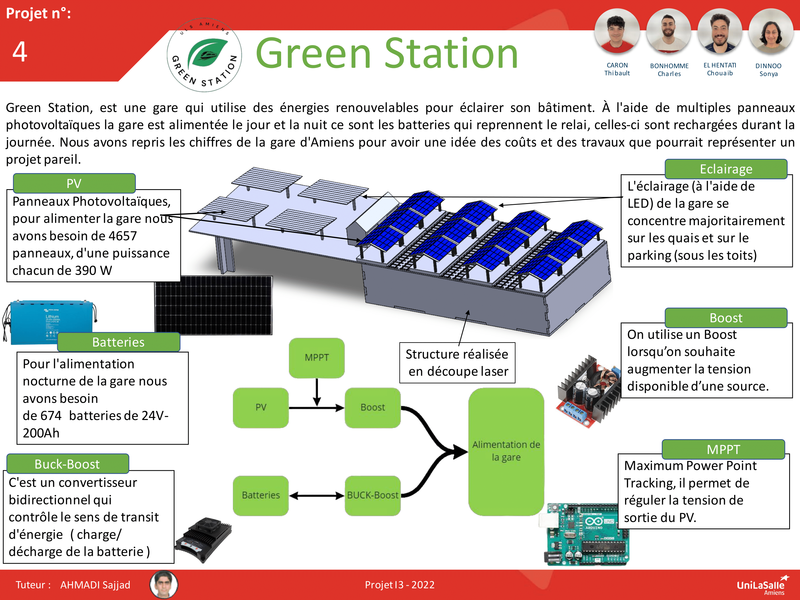 Projet n°:
4
GARE AMIENS
GREEN STATION
Green Station
CARON
Thibault
BONHOMME
Charles
EL HENTATI
Chouaib
DINNOO
Sonya
Green Station, est une gare qui utilise des énergies renouvelables pour éclairer son bâtiment. À l'aide de multiples panneaux
photovoltaïques la gare est alimentée le jour et la nuit ce sont les batteries qui reprennent le relai, celles-ci sont rechargées durant la
journée. Nous avons repris les chiffres de la gare d'Amiens pour avoir une idée des coûts et des travaux que pourrait représenter un
projet pareil.
PV
Panneaux Photovoltaïques,
pour alimenter la gare nous
avons besoin de 4657
panneaux, d'une puissance
chacun de 390 W
Eclairage
L'éclairage (à l'aide de
LED) de la gare se
concentre majoritairement
sur les quais et sur le
parking (sous les toits)
Batteries
Pour l'alimentation
nocturne de la gare nous
avons besoin
de 674 batteries de 24V-
200Ah
Structure réalisée
en découpe laser
Boost
On utilise un Boost
lorsqu’on souhaite
augmenter la tension
disponible d’une source.
MPPT
PV
Boost
Alimentation de
la gare
Batteries
BUCK-Boost
Buck-Boost
C'est un convertisseur
bidirectionnel qui
contrôle le sens de transit
d'énergie ( charge/
décharge de la batterie )
MPPT
Maximum Power Point
Tracking, il permet de
réguler la tension de
sortie du PV.
ARDUINO
Tuteur : AHMADI Sajjad
Projet I3 - 2022
UniLaSalle
Amiens